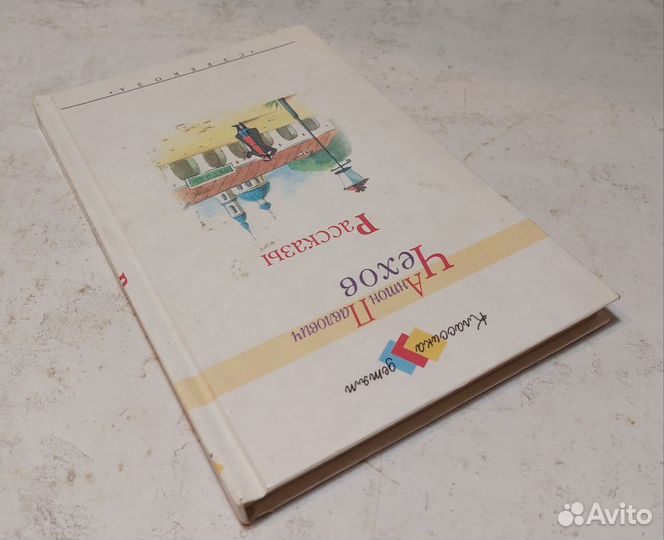 Классика
детям
Антон Павлович
Чехов
Рассказы
•СТРЕКОЗА•
Avito